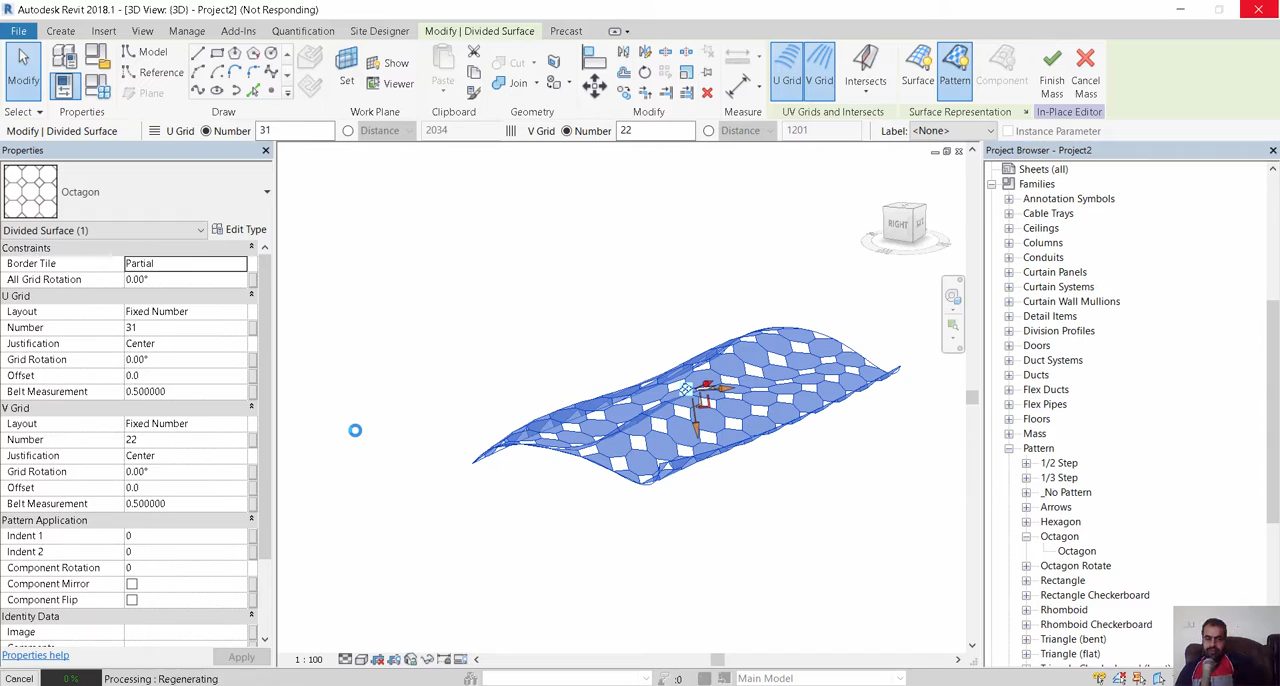 Autodesk Revit 2018.1 - [3D View: {3D} - Project2] (Not Responding)
File Create Insert View Manage Add-Ins Quantification Site Designer Modify | Divided Surface Precast
Modify Model Reference Plane Set Show Viewer Paste Cut Join U Grid V Grid Intersects Surface Pattern Component Finish Mass Cancel Mass
Select Properties Draw Work Plane Clipboard Geometry Modify Measure UV Grids and Intersects Surface Representation In-Place Editor
Modify | Divided Surface U Grid Number 31 Distance 2034 V Grid Number 22 Distance 1201 Label: <None> Instance Parameter
Properties
Octagon
Divided Surface (1) Edit Type
Constraints
Border Tile Partial
All Grid Rotation 0.00°
U Grid
Layout Fixed Number
Number 31
Justification Center
Grid Rotation 0.00°
Offset 0.0
Belt Measurement 0.500000
V Grid
Layout Fixed Number
Number 22
Justification Center
Grid Rotation 0.00°
Offset 0.0
Belt Measurement 0.500000
Pattern Application
Indent 1 0
Indent 2 0
Component Rotation 0
Component Mirror
Component Flip
Identity Data
Image
Properties help Apply
RIGHT
1 : 100
Project Browser - Project2
Sheets (all)
Families
Annotation Symbols
Cable Trays
Ceilings
Columns
Conduits
Curtain Panels
Curtain Systems
Curtain Wall Mullions
Detail Items
Division Profiles
Doors
Duct Systems
Ducts
Flex Ducts
Flex Pipes
Floors
Mass
Pattern
1/2 Step
1/3 Step
_No Pattern
Arrows
Hexagon
Octagon
Octagon
Octagon Rotate
Rectangle
Rectangle Checkerboard
Rhomboid
Rhomboid Checkerboard
Triangle (bent)
Triangle (flat)
Cancel 0 % Processing : Regenerating :0 Main Model